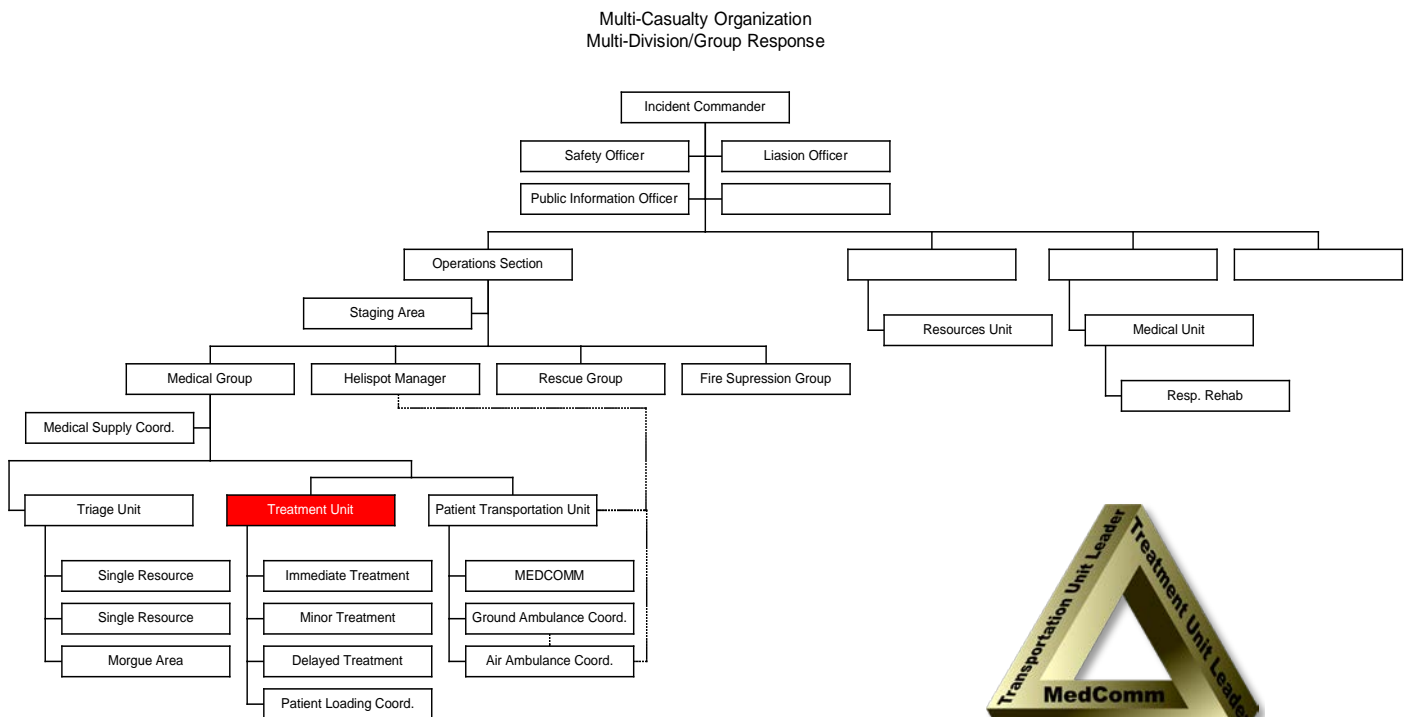 Multi-Casualty Organization
Multi-Division/Group Response
Incident Commander
Safety Officer
Liasion Officer
Public Information Officer
Operations Section
Staging Area
Resources Unit
Medical Unit
Medical Group
Helispot Manager
Rescue Group
Fire Supression Group
Resp. Rehab
Medical Supply Coord.
Triage Unit
Treatment Unit
Patient Transportation Unit
Single Resource
Immediate Treatment
MEDCOMM
Single Resource
Minor Treatment
Ground Ambulance Coord.
Morgue Area
Delayed Treatment
Air Ambulance Coord.
Patient Loading Coord.
Transportation Unit Leader
Treatment Unit Leader
MedComm